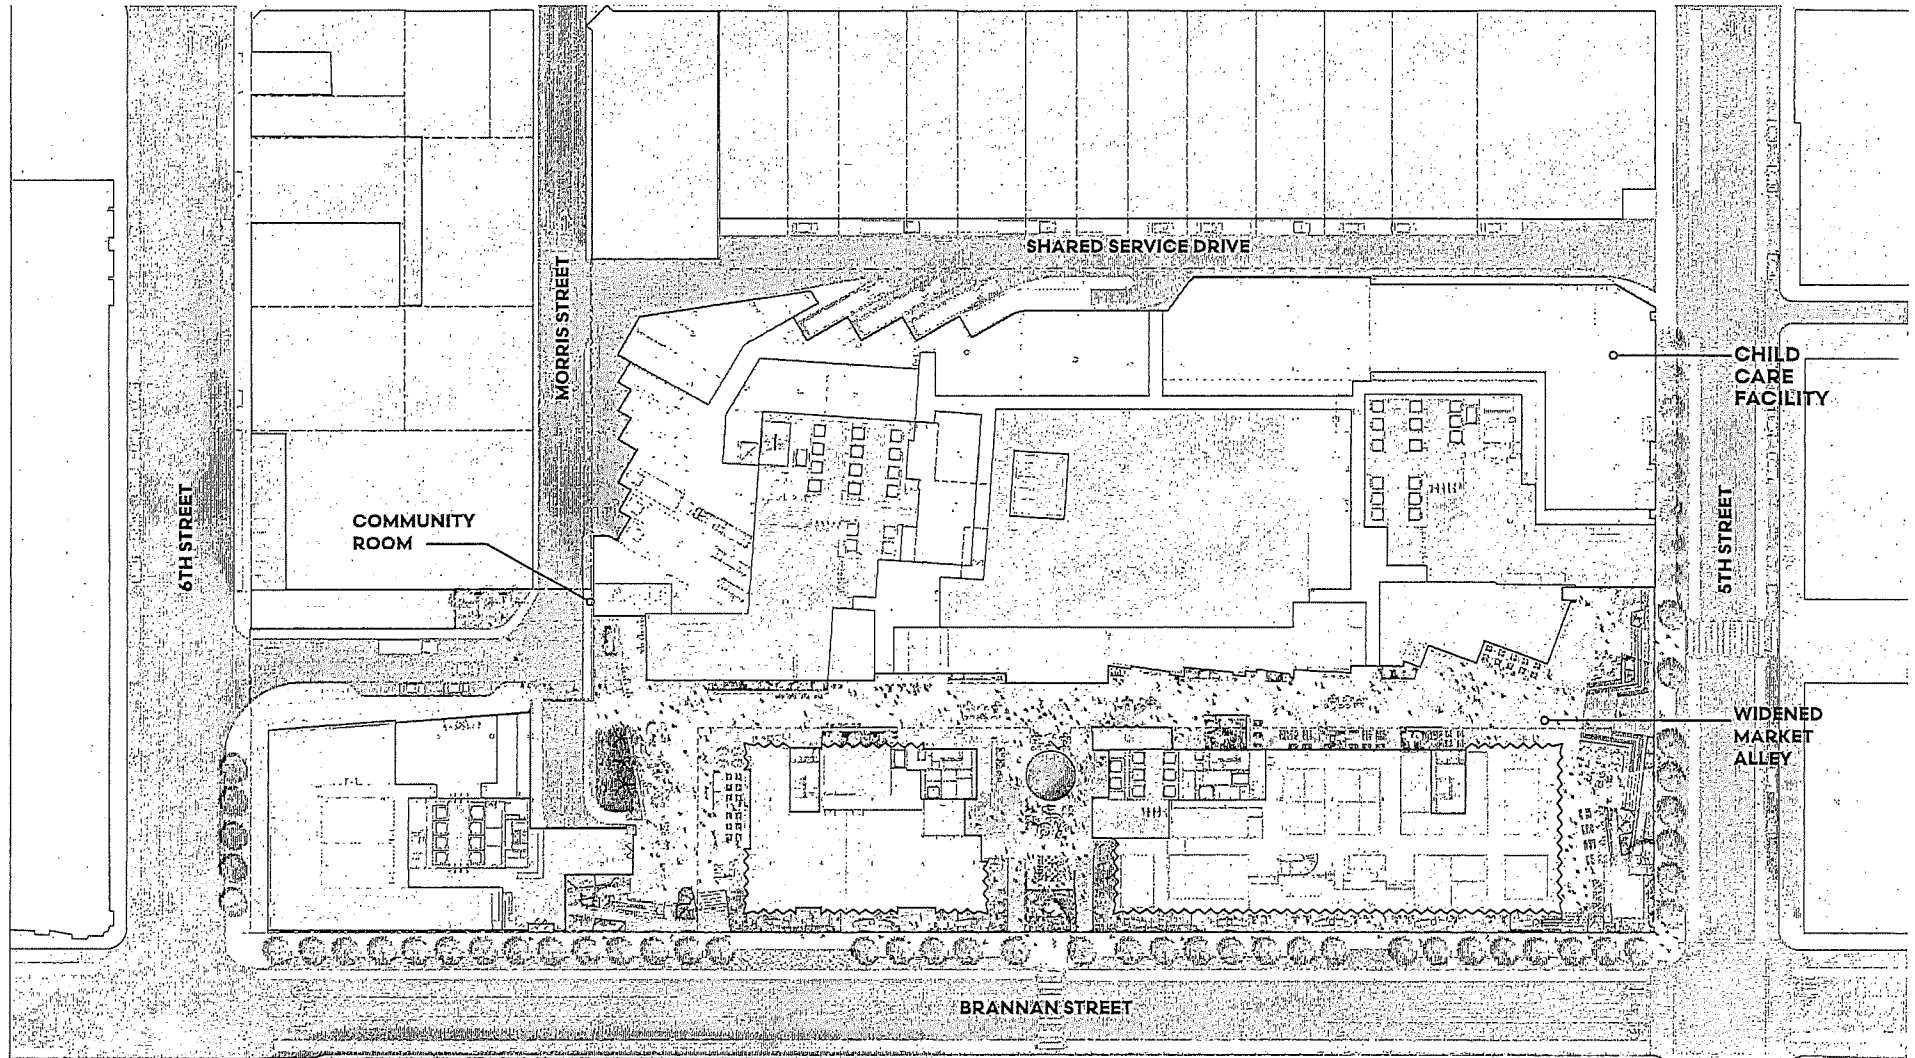 SHARED SERVICE DRIVE
MORRIS STREET
CHILD
CARE
FACILITY
6TH STREET
COMMUNITY
ROOM
5TH STREET
WIDENED
MARKET
ALLEY
BRANNAN STREET